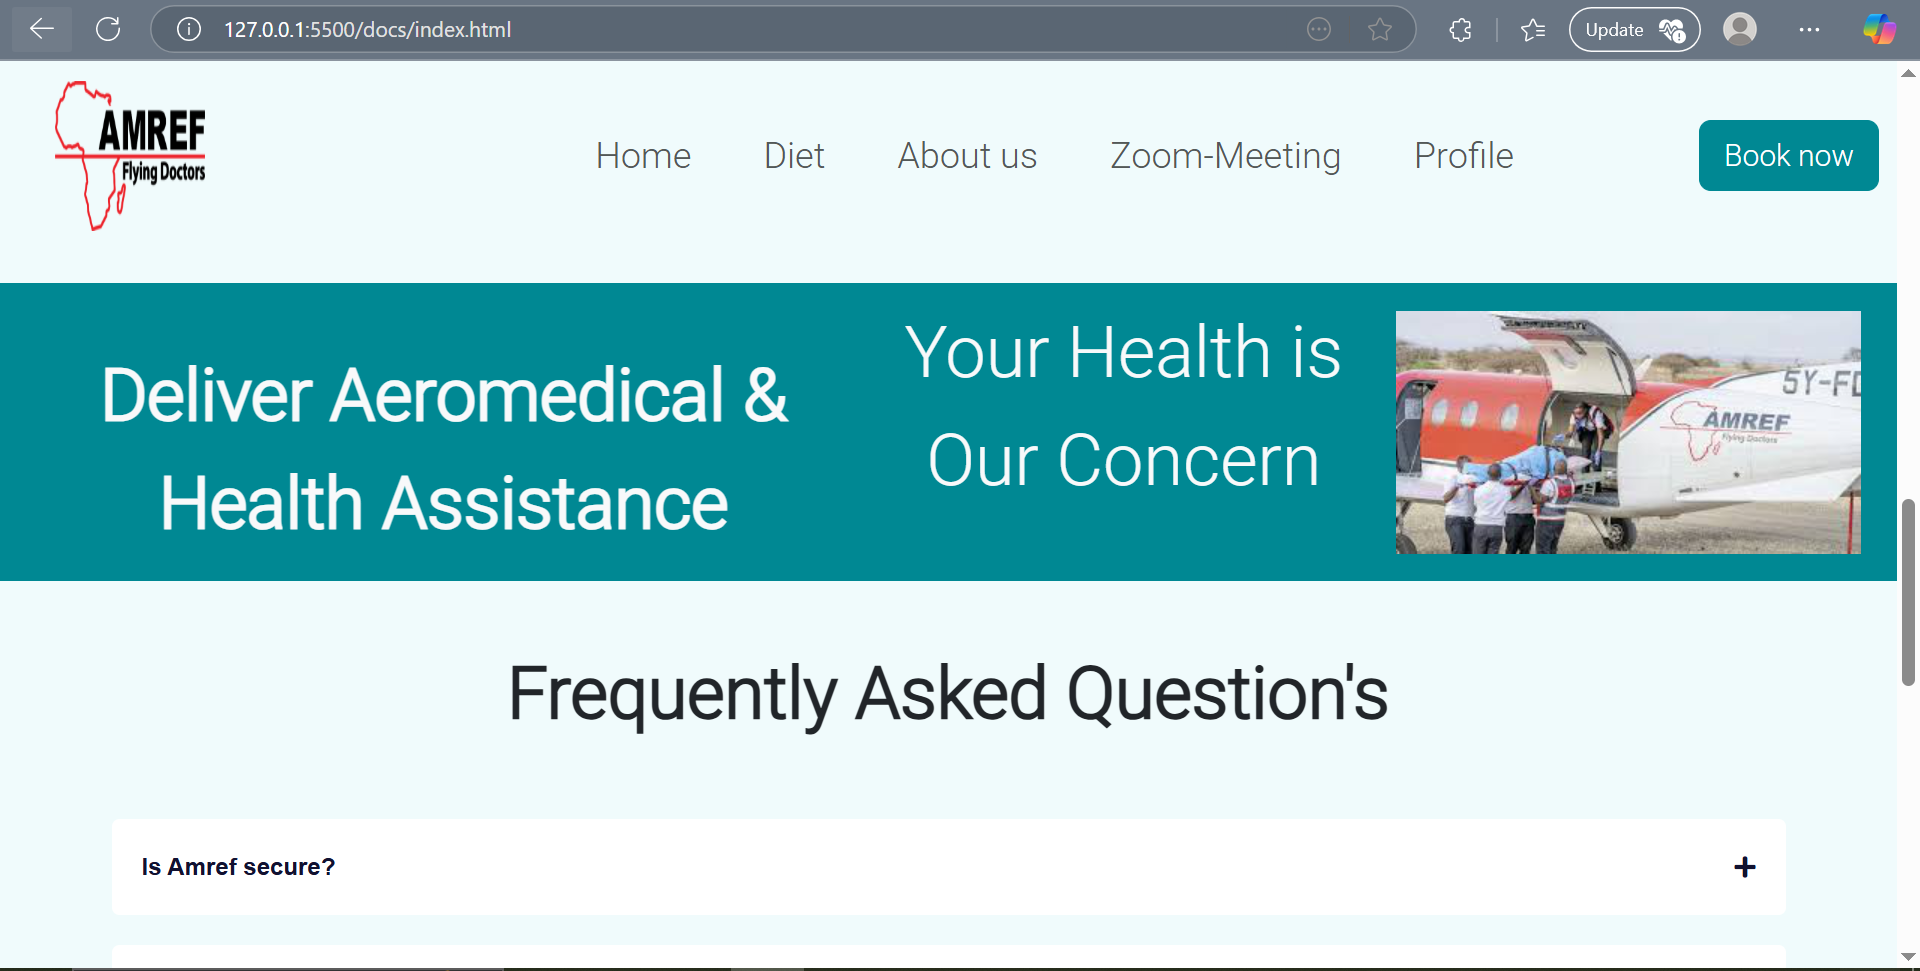 127.0.0.1:5500/docs/index.html
Update
AMREF
Flying Doctors
Home
Diet
About us
Zoom-Meeting
Profile
Book now
Deliver Aeromedical &
Health Assistance
Your Health is
Our Concern
5Y-F
AMREF
Flying Doctors
Frequently Asked Question's
Is Amref secure?